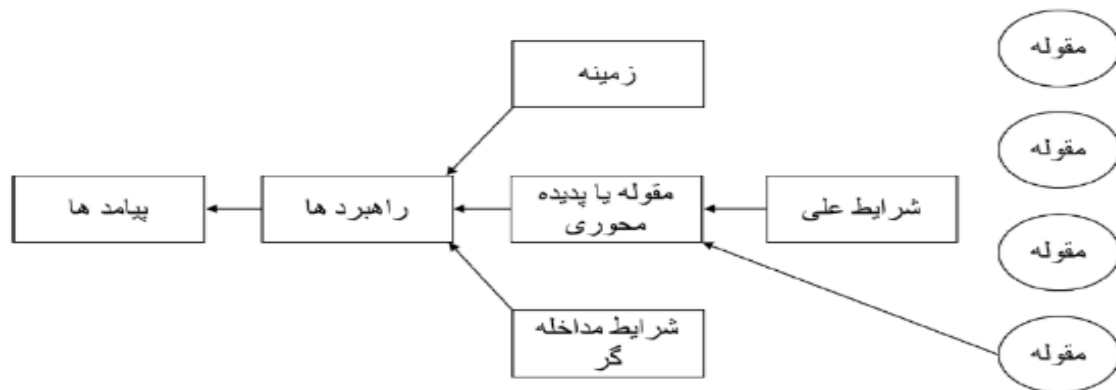 مقوله
زمینه
مقوله
شرایط علی
مقوله یا پدیده
محوری
راهبرد ها
پیامد ها
مقوله
شرایط مداخله
گر
مقوله